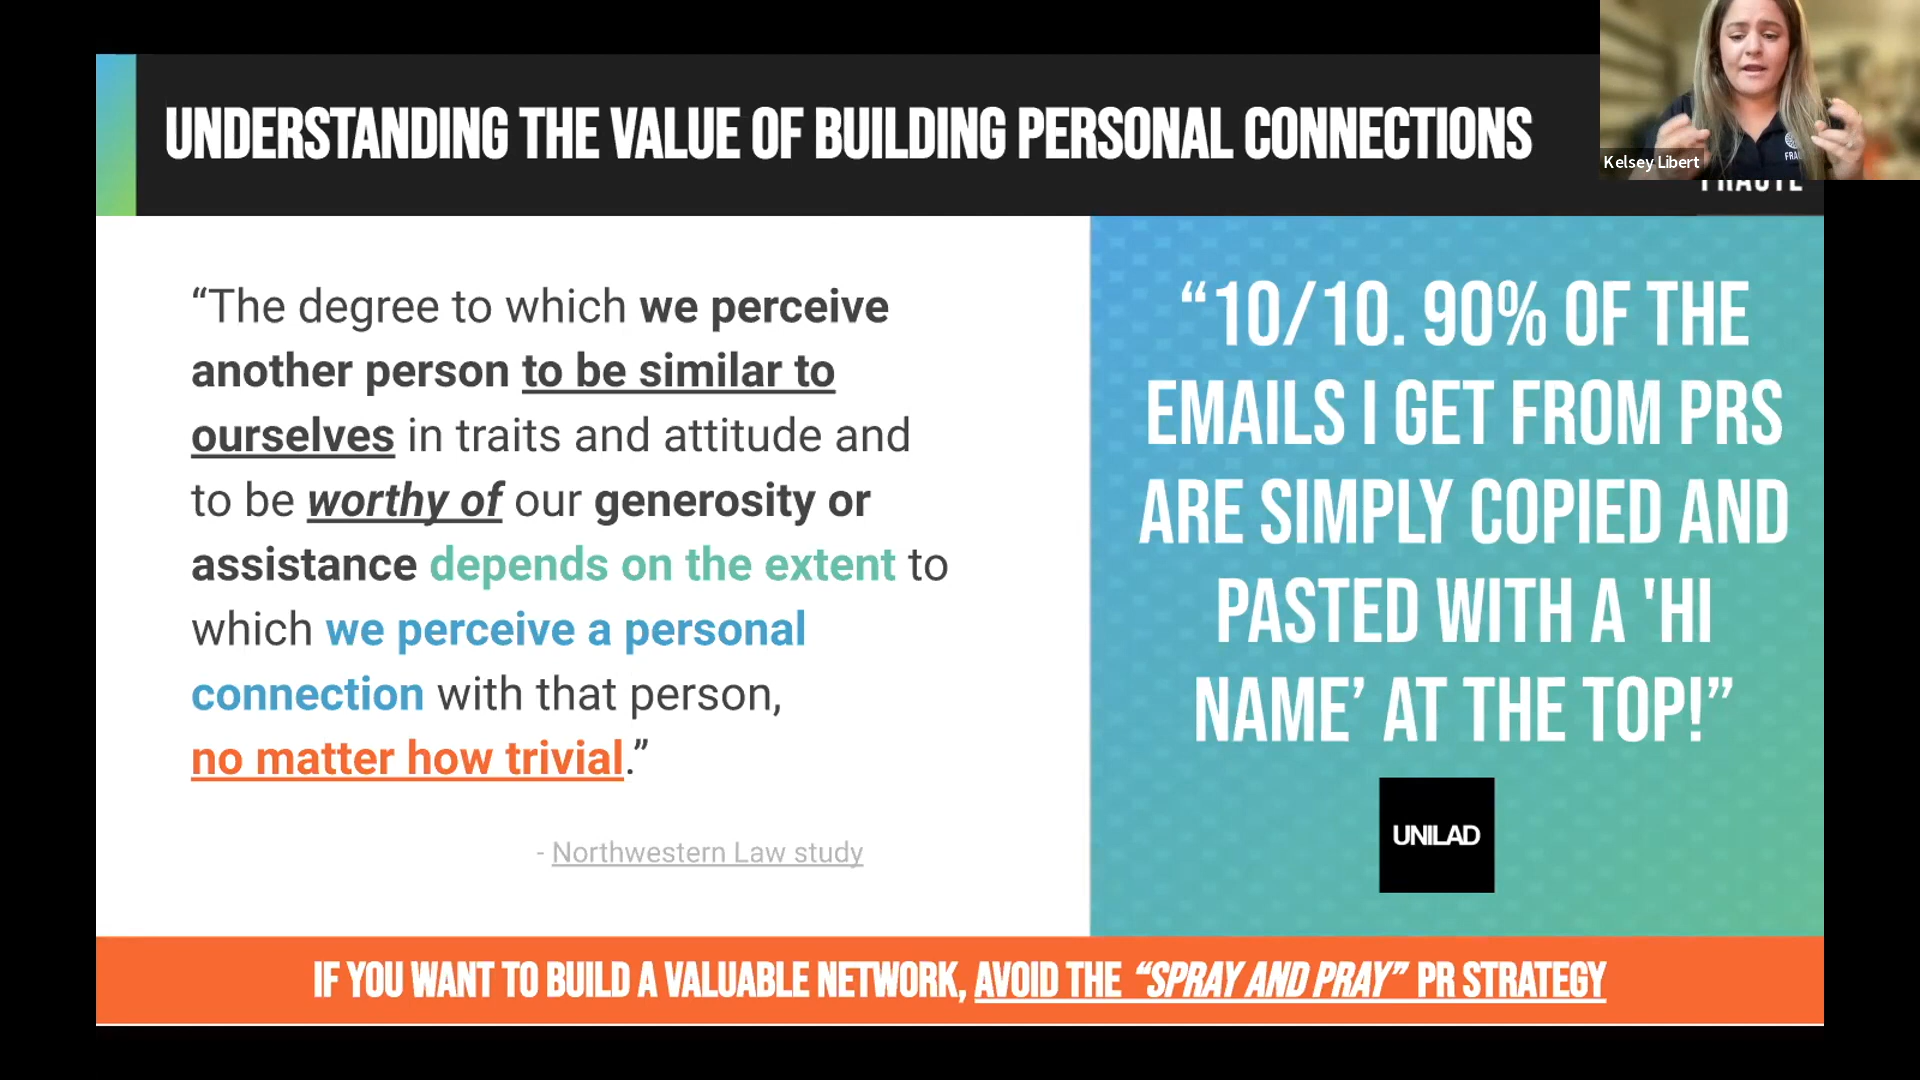 UNDERSTANDING THE VALUE OF BUILDING PERSONAL CONNECTIONS
Kelsey Libert
“The degree to which we perceive
another person to be similar to
ourselves in traits and attitude and
to be worthy of our generosity or
assistance depends on the extent to
which we perceive a personal
connection with that person,
no matter how trivial.”
- Northwestern Law study
“10/10. 90% OF THE
EMAILS I GET FROM PRS
ARE SIMPLY COPIED AND
PASTED WITH A 'HI
NAME’ AT THE TOP!”
UNILAD
IF YOU WANT TO BUILD A VALUABLE NETWORK, AVOID THE “SPRAY AND PRAY” PR STRATEGY